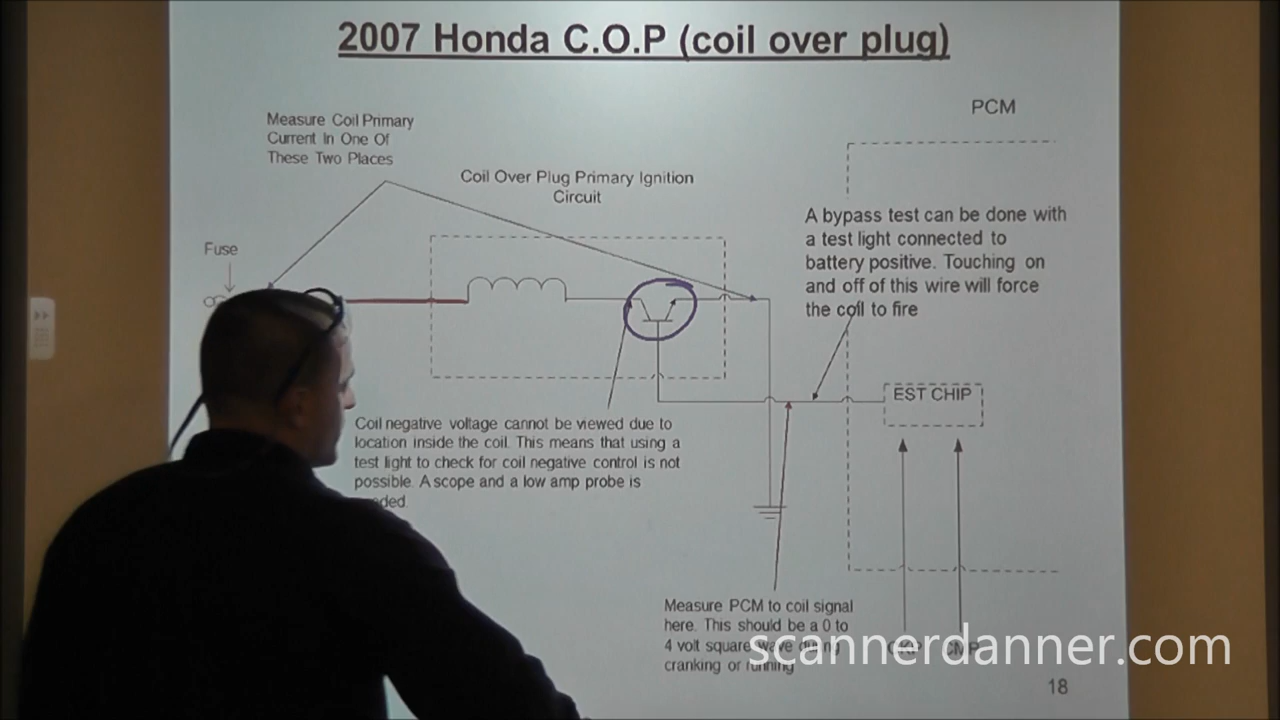 2007 Honda C.O.P (coil over plug)
PCM
Measure Coil Primary
Current In One Of
These Two Places
Coil Over Plug Primary Ignition
Circuit
A bypass test can be done with
a test light connected to
battery positive. Touching on
and off of this wire will force
the coil to fire
Fuse
EST CHIP
Coil negative voltage cannot be viewed due to
location inside the coil. This means that using a
test light to check for coil negative control is not
possible. A scope and a low amp probe is
Measure PCM to coil signal
here. This should be a 0 to
4 volt square wave during
cranking or running
scannerdanner.com
18